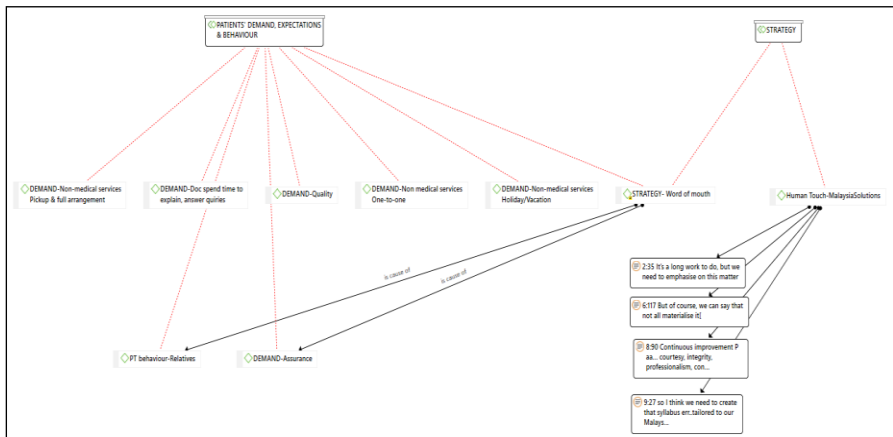 PATIENTS' DEMAND, EXPECTATIONS
& BEHAVIOUR
STRATEGY
DEMAND-Non-medical services
Pickup & full arrangement
DEMAND-Doc spend time to
explain, answer quiries
DEMAND-Quality
DEMAND-Non medical services
One-to-one
DEMAND-Non-medical services
Holiday/Vacation
STRATEGY- Word of mouth
Human Touch-MalaysiaSolutions
is cause of
is cause of
2:35 It's a long work to do, but we
need to emphasise on this matter
6:117 But of course, we can say that
not all materialise it[
8:90 Continuous improvement P
aa... courtesy, integrity,
professionalism, con...
9:27 so I think we need to create
that syllabus err..tailored to our
Malays...
PT behaviour-Relatives
DEMAND-Assurance